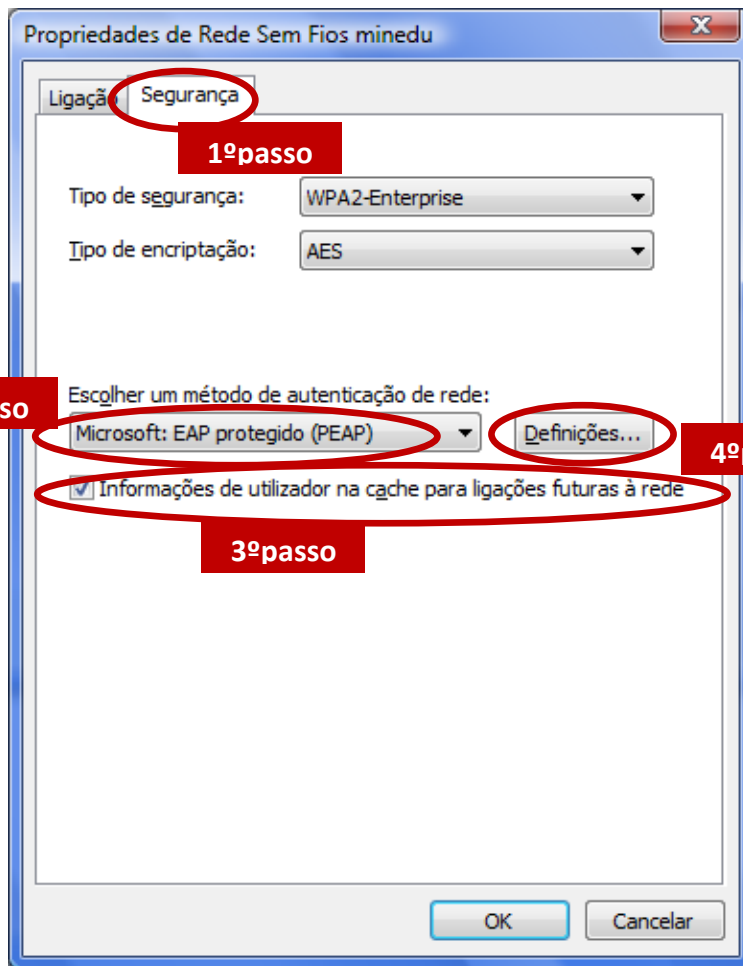 Propriedades de Rede Sem Fios minedu
Ligação Segurança
1ºpasso
Tipo de segurança: WPA2-Enterprise
Tipo de encriptação: AES
Escolher um método de autenticação de rede:
Microsoft: EAP protegido (PEAP) Definições...
Informações de utilizador na cache para ligações futuras à rede
3ºpasso
OK Cancelar